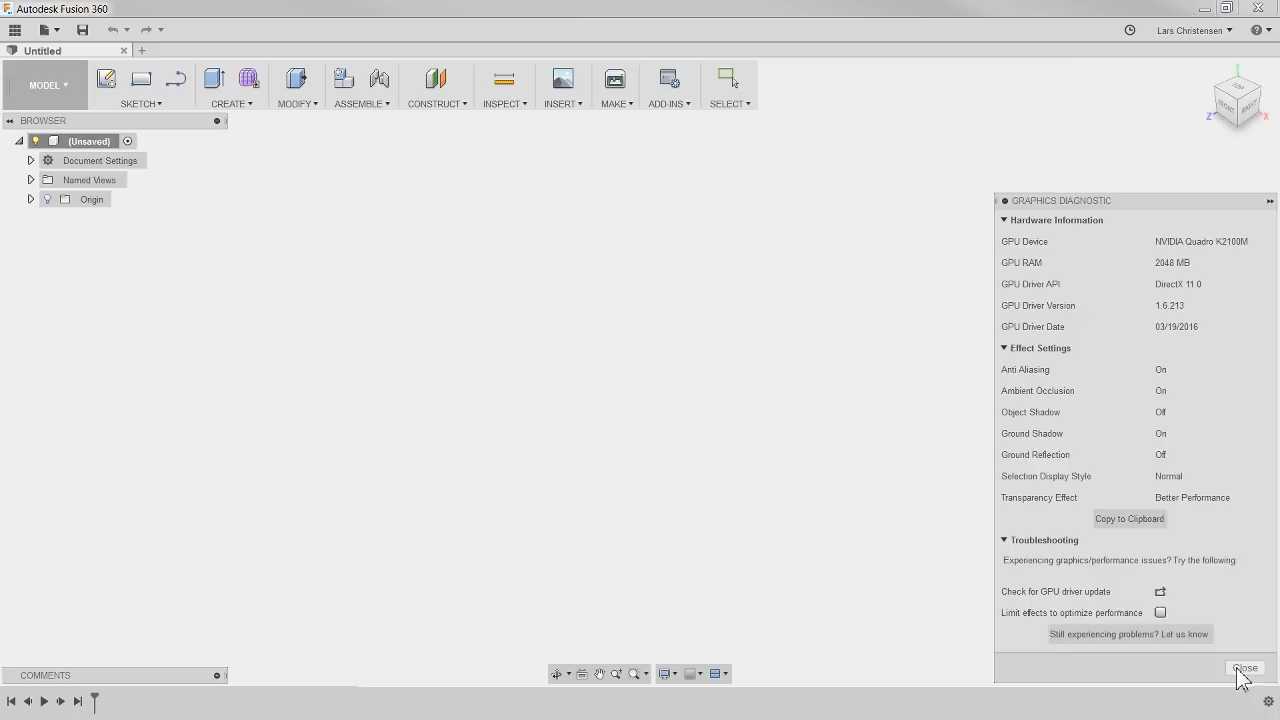 Autodesk Fusion 360
Lars Christensen
Untitled
MODEL
SKETCH
CREATE
MODIFY
ASSEMBLE
CONSTRUCT
INSPECT
INSERT
MAKE
ADD-INS
SELECT
TOP
RIGHT
BACK
Y
Z
X
BROWSER
(Unsaved)
Document Settings
Named Views
Origin
GRAPHICS DIAGNOSTIC
Hardware Information
GPU Device NVIDIA Quadro K2100M
GPU RAM 2048 MB
GPU Driver API DirectX 11.0
GPU Driver Version 1.6.213
GPU Driver Date 03/19/2016
Effect Settings
Anti Aliasing On
Ambient Occlusion On
Object Shadow Off
Ground Shadow On
Ground Reflection Off
Selection Display Style Normal
Transparency Effect Better Performance
Copy to Clipboard
Troubleshooting
Experiencing graphics/performance issues? Try the following:
Check for GPU driver update
Limit effects to optimize performance
Still experiencing problems? Let us know
Close
COMMENTS